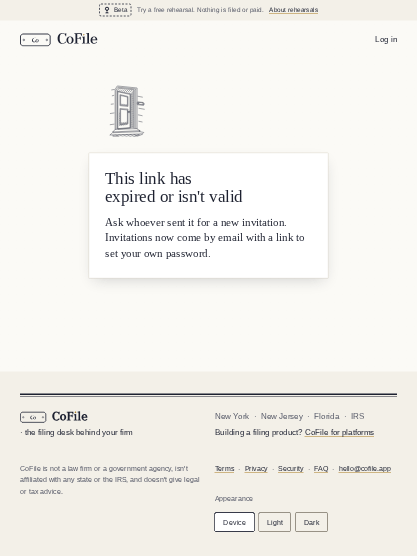 Beta Try a free rehearsal. Nothing is filed or paid. About rehearsals
Co CoFile Log in
This link has
expired or isn't valid
Ask whoever sent it for a new invitation.
Invitations now come by email with a link to
set your own password.
Co CoFile
· the filing desk behind your firm
New York · New Jersey · Florida · IRS
Building a filing product? CoFile for platforms
CoFile is not a law firm or a government agency, isn't
affiliated with any state or the IRS, and doesn't give legal
or tax advice.
Terms · Privacy · Security · FAQ · hello@cofile.app
Appearance
Device Light Dark